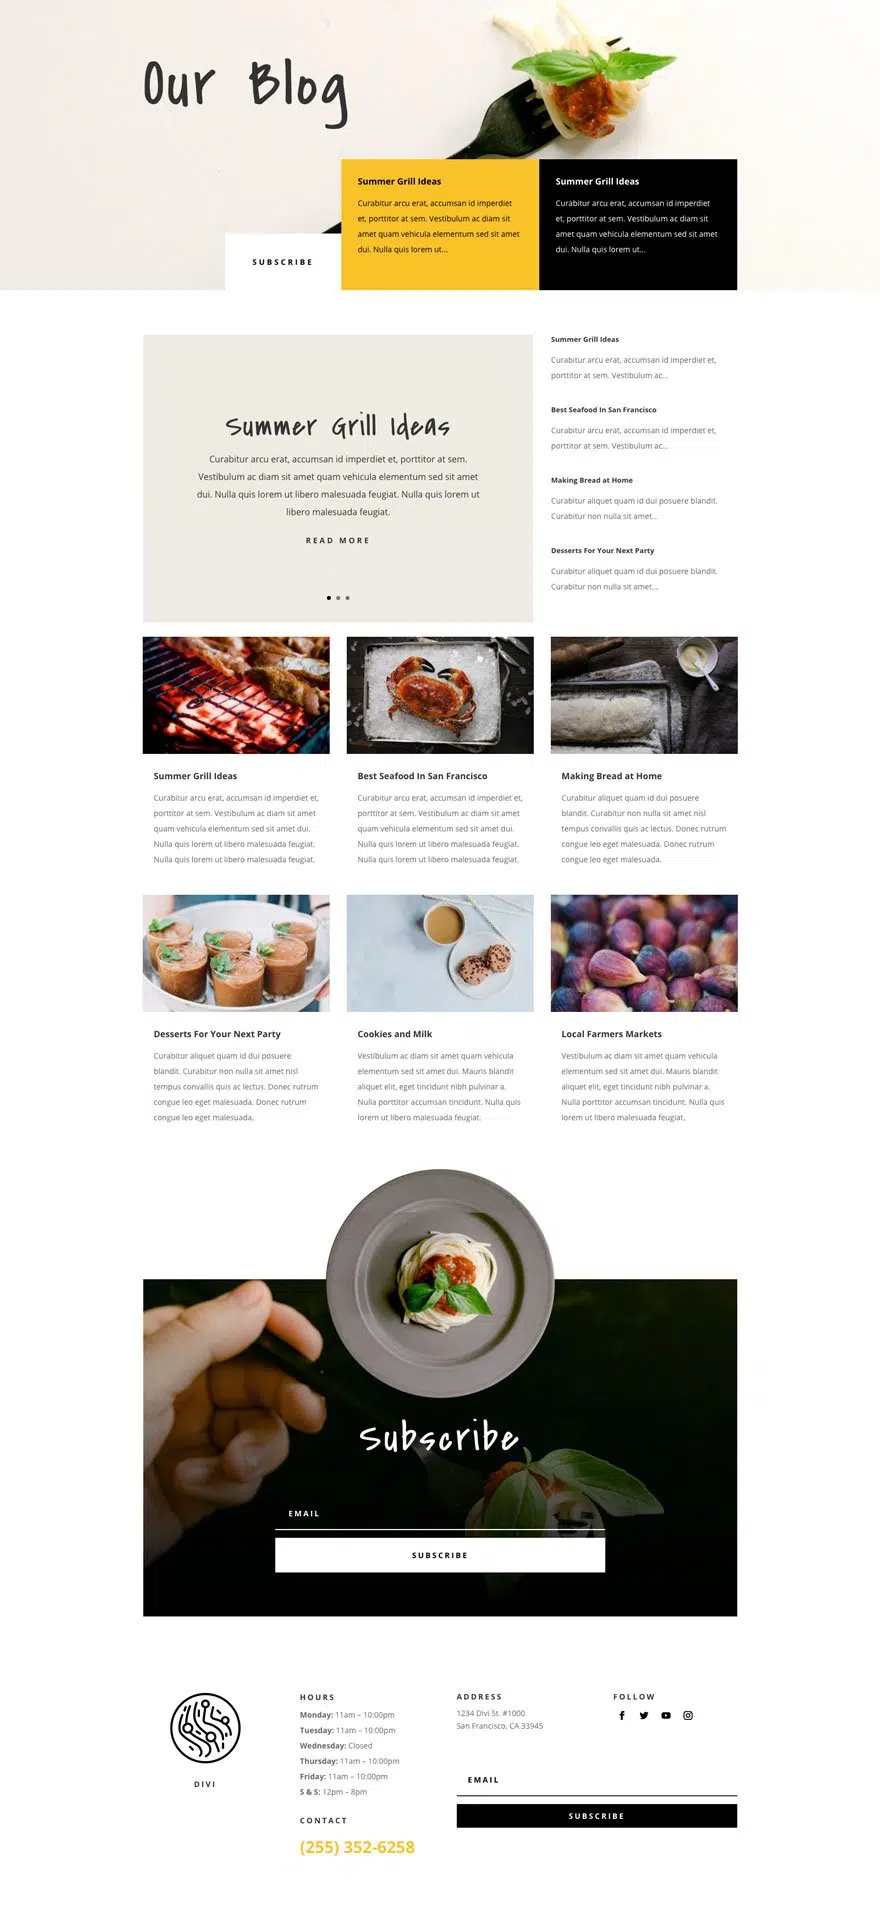 Our Blog
SUBSCRIBE
Summer Grill Ideas
Curabitur arcu erat, accumsan id imperdiet
et, porttitor at sem. Vestibulum ac diam sit
amet quam vehicula elementum sed sit amet
dui. Nulla quis lorem ut...
Summer Grill Ideas
Curabitur arcu erat, accumsan id imperdiet
et, porttitor at sem. Vestibulum ac diam sit
amet quam vehicula elementum sed sit amet
dui. Nulla quis lorem ut...
Summer Grill Ideas
Curabitur arcu erat, accumsan id imperdiet et, porttitor at sem.
Vestibulum ac diam sit amet quam vehicula elementum sed sit amet
dui. Nulla quis lorem ut libero malesuada feugiat. Nulla quis lorem ut
libero malesuada feugiat.
READ MORE
Summer Grill Ideas
Curabitur arcu erat, accumsan id imperdiet et,
porttitor at sem. Vestibulum ac...
Best Seafood In San Francisco
Curabitur arcu erat, accumsan id imperdiet et,
porttitor at sem. Vestibulum ac...
Making Bread at Home
Curabitur aliquet quam id dui posuere blandit.
Curabitur non nulla sit amet...
Desserts For Your Next Party
Curabitur aliquet quam id dui posuere blandit.
Curabitur non nulla sit amet...
Summer Grill Ideas
Curabitur arcu erat, accumsan id imperdiet et,
porttitor at sem. Vestibulum ac diam sit amet
quam vehicula elementum sed sit amet dui.
Nulla quis lorem ut libero malesuada feugiat.
Nulla quis lorem ut libero malesuada feugiat.
Best Seafood In San Francisco
Curabitur arcu erat, accumsan id imperdiet et,
porttitor at sem. Vestibulum ac diam sit amet
quam vehicula elementum sed sit amet dui.
Nulla quis lorem ut libero malesuada feugiat.
Nulla quis lorem ut libero malesuada feugiat.
Making Bread at Home
Curabitur aliquet quam id dui posuere
blandit. Curabitur non nulla sit amet nisl
tempus convallis quis ac lectus. Donec rutrum
congue leo eget malesuada. Donec rutrum
congue leo eget malesuada.
Desserts For Your Next Party
Curabitur aliquet quam id dui posuere
blandit. Curabitur non nulla sit amet nisl
tempus convallis quis ac lectus. Donec rutrum
congue leo eget malesuada. Donec rutrum
congue leo eget malesuada.
Cookies and Milk
Vestibulum ac diam sit amet quam vehicula
elementum sed sit amet dui. Mauris blandit
aliquet elit, eget tincidunt nibh pulvinar a.
Nulla porttitor accumsan tincidunt. Nulla quis
lorem ut libero malesuada feugiat.
Local Farmers Markets
Vestibulum ac diam sit amet quam vehicula
elementum sed sit amet dui. Mauris blandit
aliquet elit, eget tincidunt nibh pulvinar a.
Nulla porttitor accumsan tincidunt. Nulla quis
lorem ut libero malesuada feugiat.
Subscribe
EMAIL
SUBSCRIBE
DIVI
HOURS
Monday: 11am – 10:00pm
Tuesday: 11am – 10:00pm
Wednesday: Closed
Thursday: 11am – 10:00pm
Friday: 11am – 10:00pm
S & S: 12pm – 8pm
CONTACT
(255) 352-6258
ADDRESS
1234 Divi St. #1000
San Francisco, CA 33945
FOLLOW
EMAIL
SUBSCRIBE